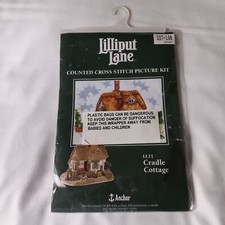 Lilliput
Lane
COUNTED CROSS STITCH PICTURE KIT
PLASTIC BAGS CAN BE DANGEROUS
TO AVOID DANGER OF SUFFOCATION
KEEP THIS WRAPPER AWAY FROM
BABIES AND CHILDREN
LL11
Cradle
Cottage
Anchor